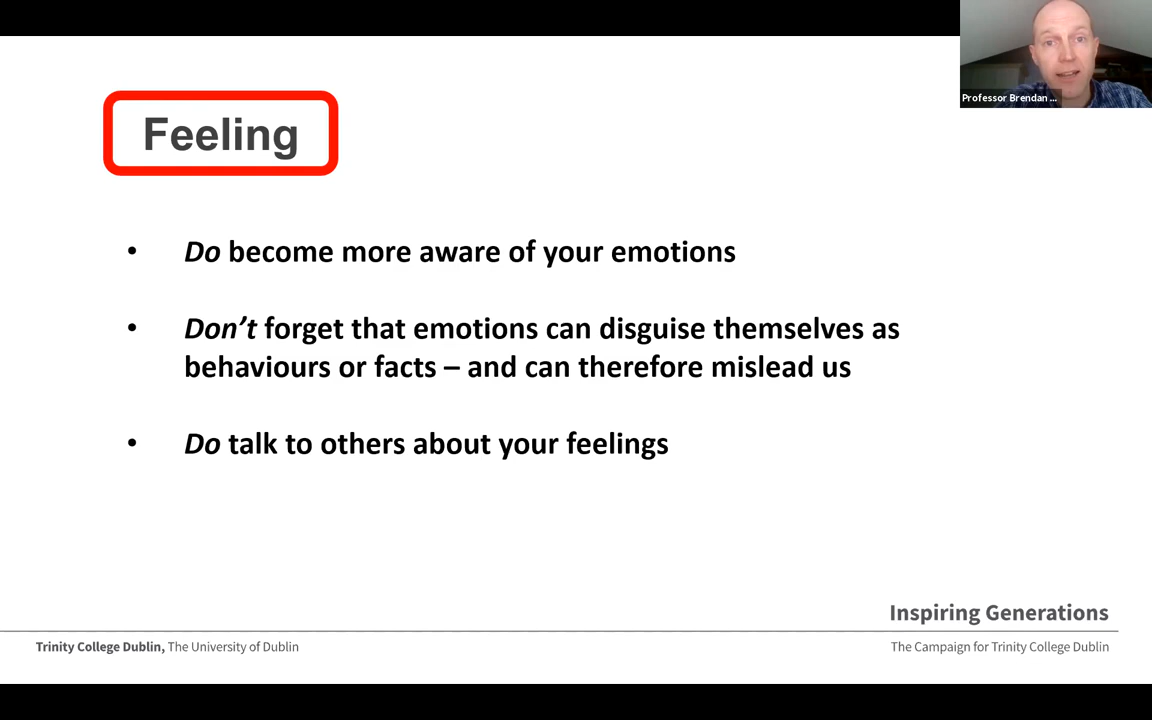 Professor Brendan ...
Feeling
• Do become more aware of your emotions
• Don’t forget that emotions can disguise themselves as
behaviours or facts – and can therefore mislead us
• Do talk to others about your feelings
Inspiring Generations
Trinity College Dublin, The University of Dublin
The Campaign for Trinity College Dublin